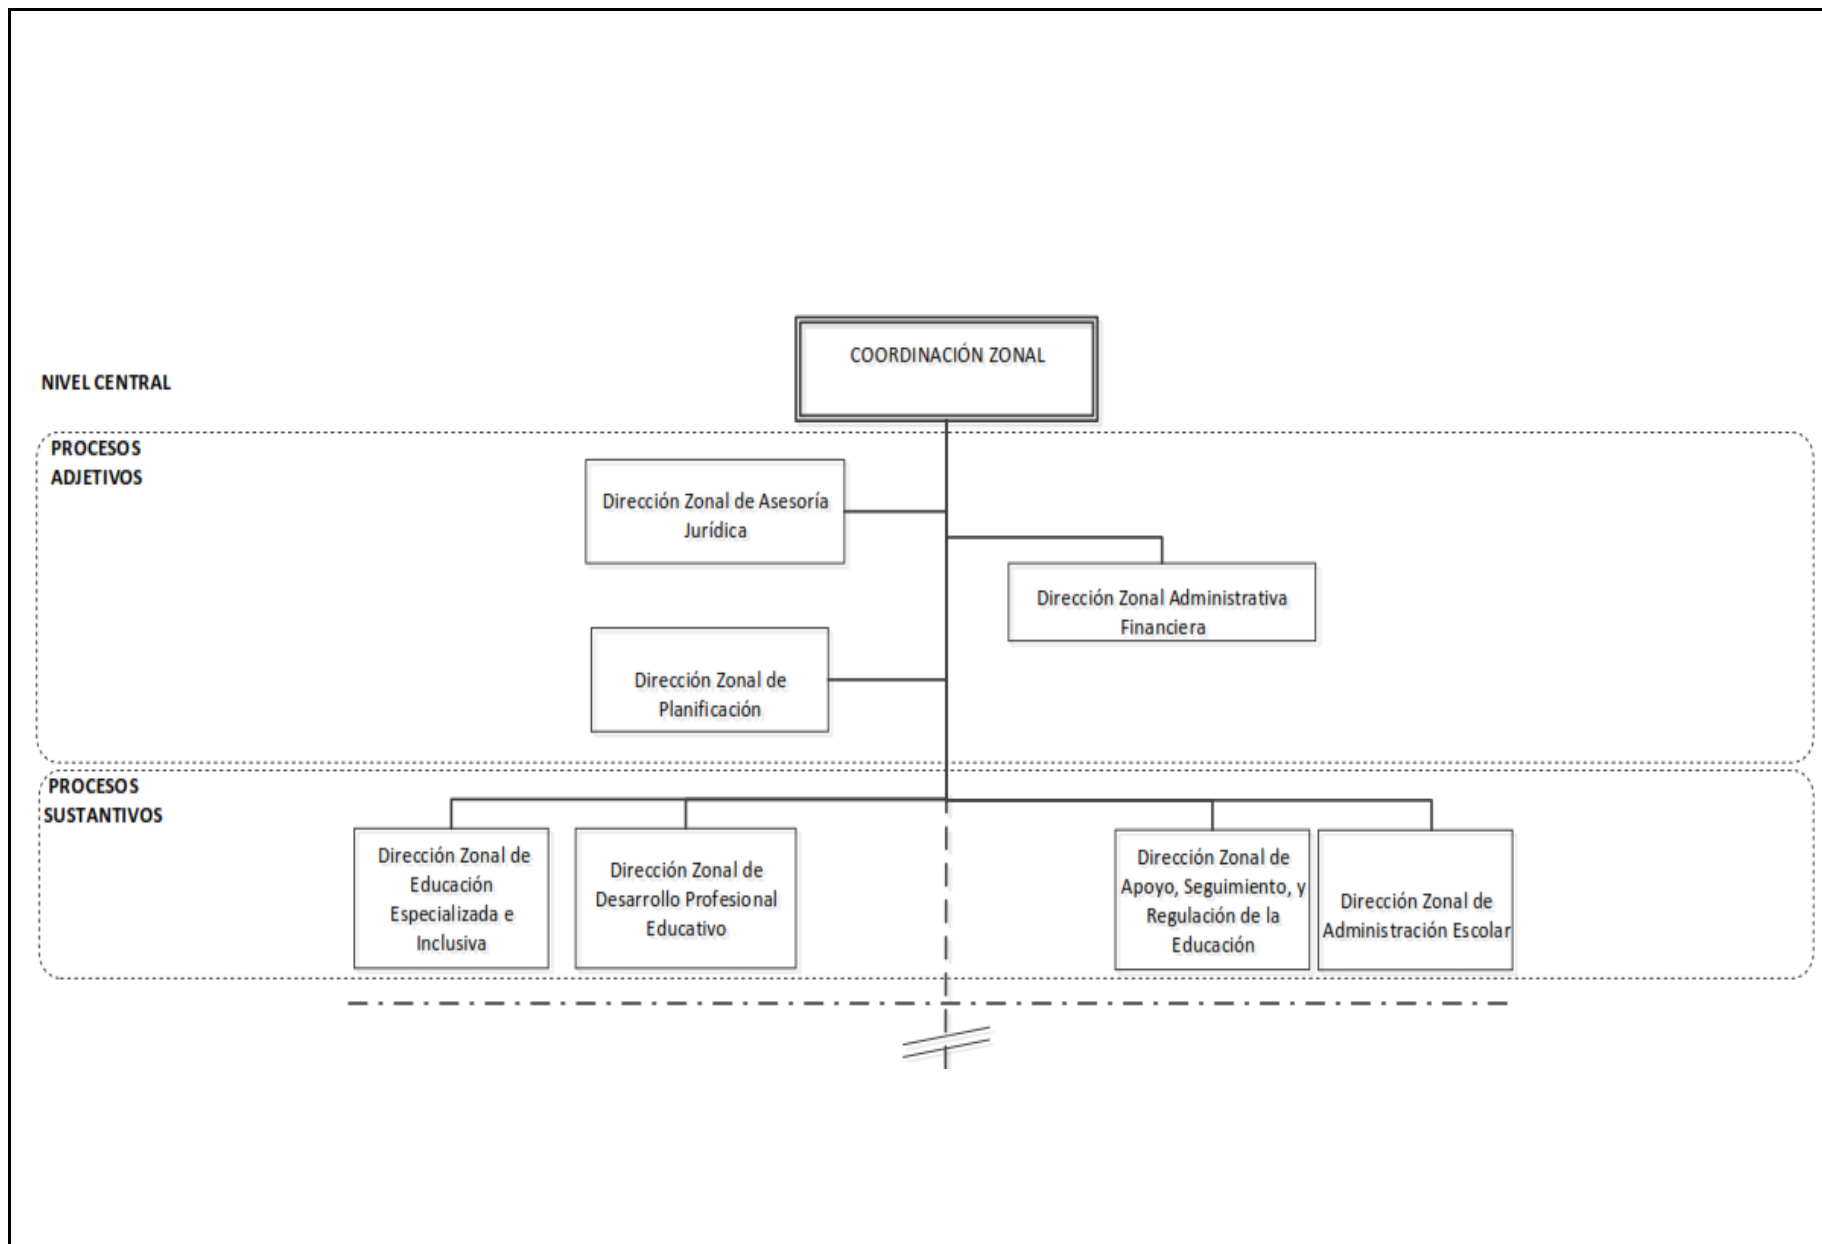 COORDINACIÓN ZONAL
NIVEL CENTRAL
PROCESOS
ADJETIVOS
Dirección Zonal de Asesoría
Jurídica
Dirección Zonal Administrativa
Financiera
Dirección Zonal de
Planificación
PROCESOS
SUSTANTIVOS
Dirección Zonal de
Educación
Especializada e
Inclusiva
Dirección Zonal de
Desarrollo Profesional
Educativo
Dirección Zonal de
Apoyo, Seguimiento, y
Regulación de la
Educación
Dirección Zonal de
Administración Escolar